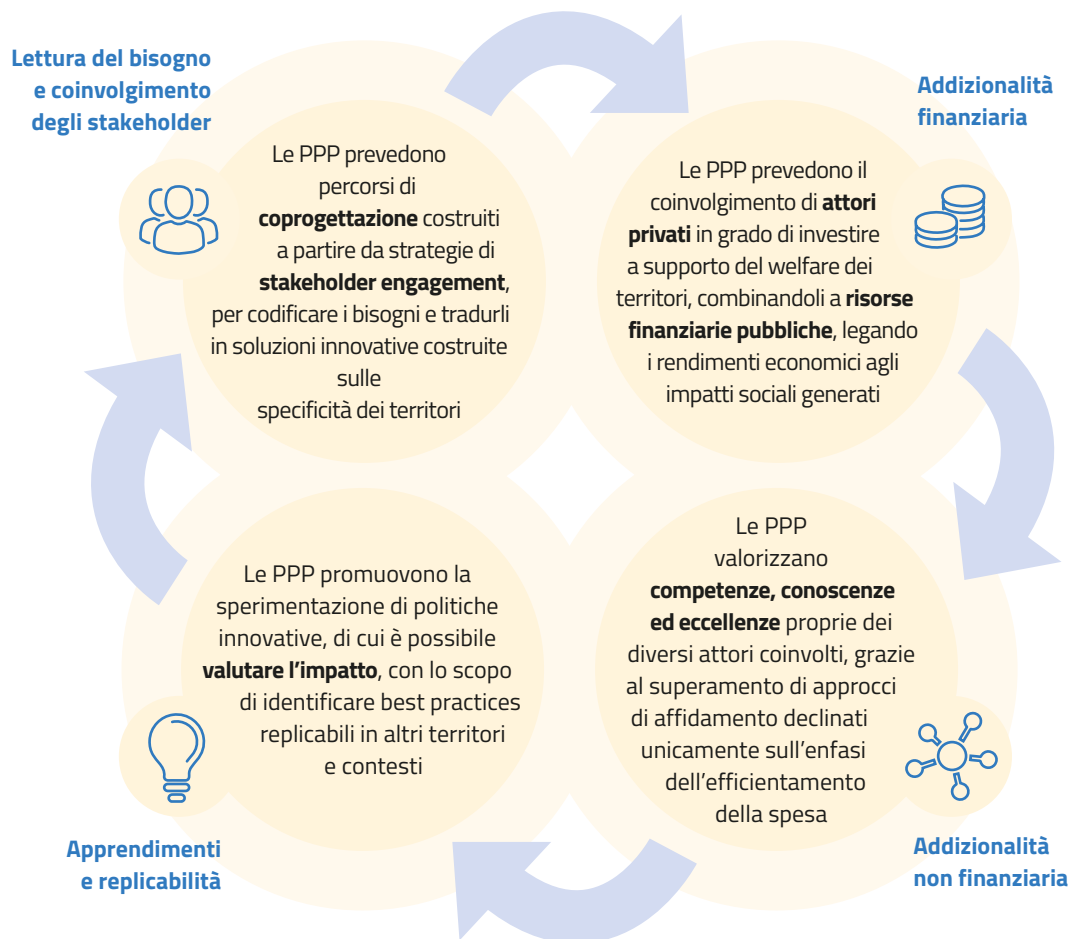 Lettura del bisogno
e coinvolgimento
degli stakeholder
Le PPP prevedono
percorsi di
coprogettazione costruiti
a partire da strategie di
stakeholder engagement,
per codificare i bisogni e tradurli
in soluzioni innovative costruite
sulle
specificità dei territori
Addizionalità
finanziaria
Le PPP prevedono il
coinvolgimento di attori
privati in grado di investire
a supporto del welfare dei
territori, combinandoli a risorse
finanziarie pubbliche, legando
i rendimenti economici agli
impatti sociali generati
Le PPP
valorizzano
competenze, conoscenze
ed eccellenze proprie dei
diversi attori coinvolti, grazie
al superamento di approcci
di affidamento declinati
unicamente sull’enfasi
dell’efficientamento
della spesa
Addizionalità
non finanziaria
Le PPP promuovono la
sperimentazione di politiche
innovative, di cui è possibile
valutare l’impatto, con lo scopo
di identificare best practices
replicabili in altri territori
e contesti
Apprendimenti
e replicabilità